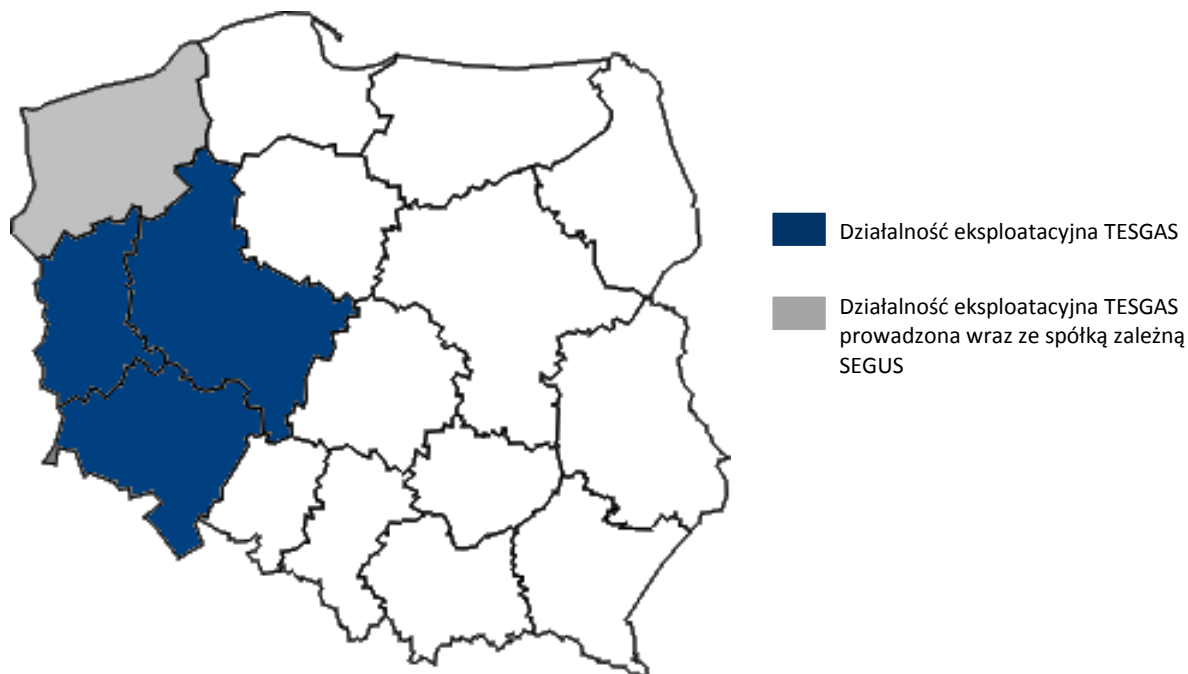 Działalność eksploatacyjna TESGAS
Działalność eksploatacyjna TESGAS
prowadzona wraz ze spółką zależną
SEGUS